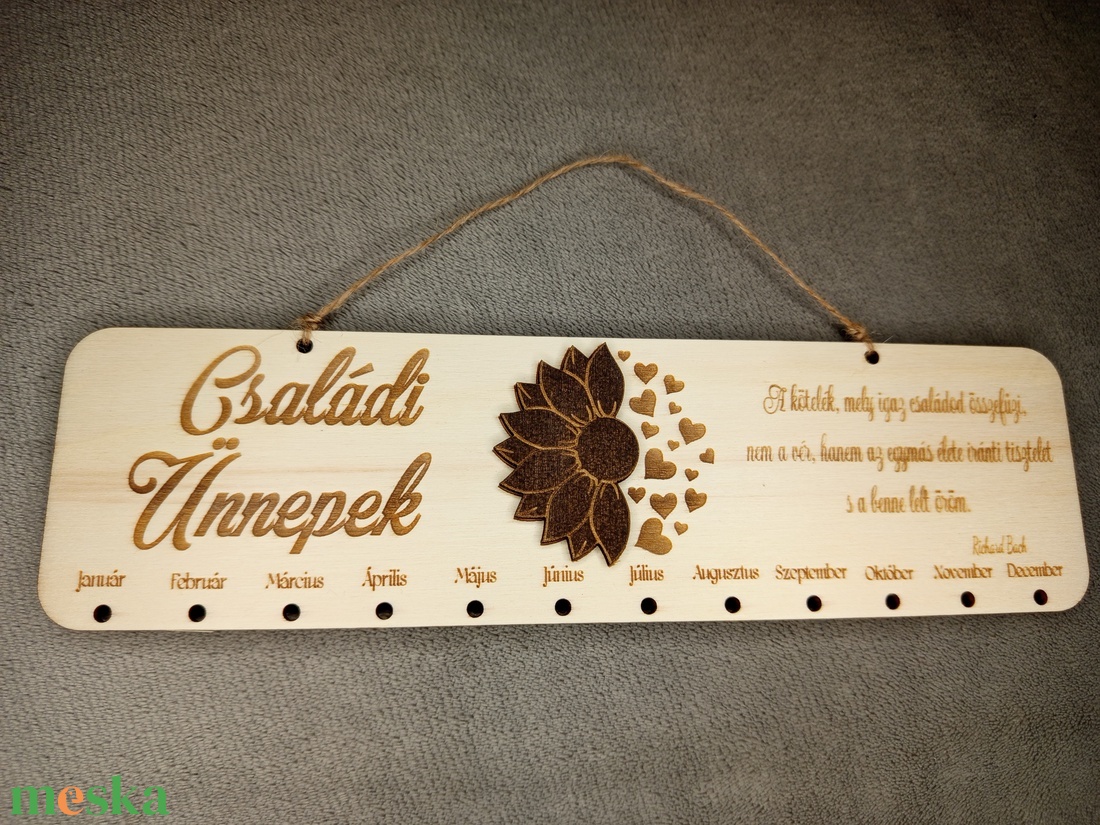 Családi
Ünnepek
A kötelék, mely igaz családod összefűzi,
nem a vér, hanem az egymás élete iránti tisztelet
s a benne lelt öröm.
Richard Bach
Január Február Március Április Május Június Július Augusztus Szeptember Október November December
meska